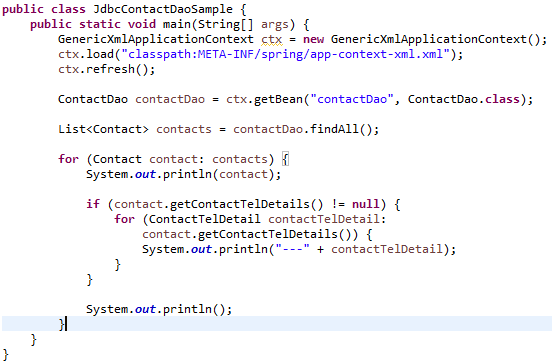 public class JdbcContactDaoSample {
    public static void main(String[] args) {
        GenericXmlApplicationContext ctx = new GenericXmlApplicationContext();
        ctx.load("classpath:META-INF/spring/app-context-xml.xml");
        ctx.refresh();

        ContactDao contactDao = ctx.getBean("contactDao", ContactDao.class);

        List<Contact> contacts = contactDao.findAll();

        for (Contact contact: contacts) {
            System.out.println(contact);

            if (contact.getContactTelDetails() != null) {
                for (ContactTelDetail contactTelDetail:
                    contact.getContactTelDetails()) {
                    System.out.println("---" + contactTelDetail);
                }
            }

            System.out.println();
        }
    }
}